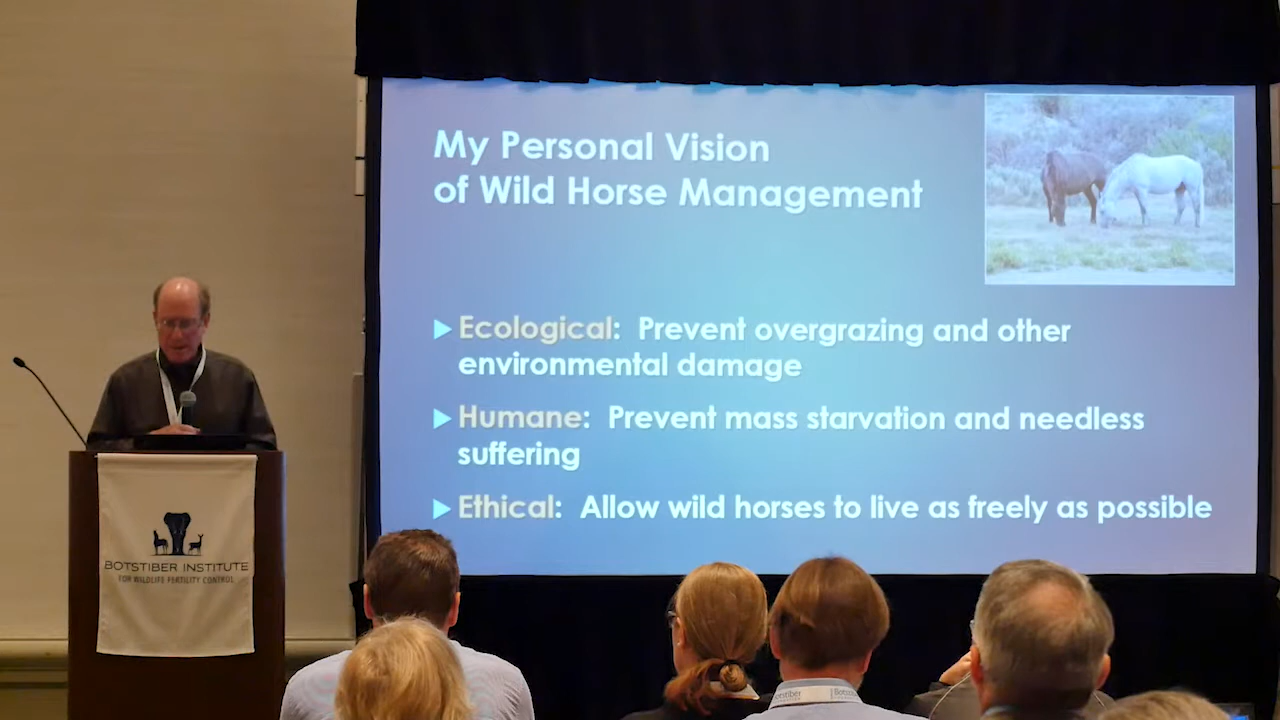 My Personal Vision
of Wild Horse Management
▶ Ecological: Prevent overgrazing and other
environmental damage
▶ Humane: Prevent mass starvation and needless
suffering
▶ Ethical: Allow wild horses to live as freely as possible
BOTSTIBER INSTITUTE
FOR WILDLIFE FERTILITY CONTROL